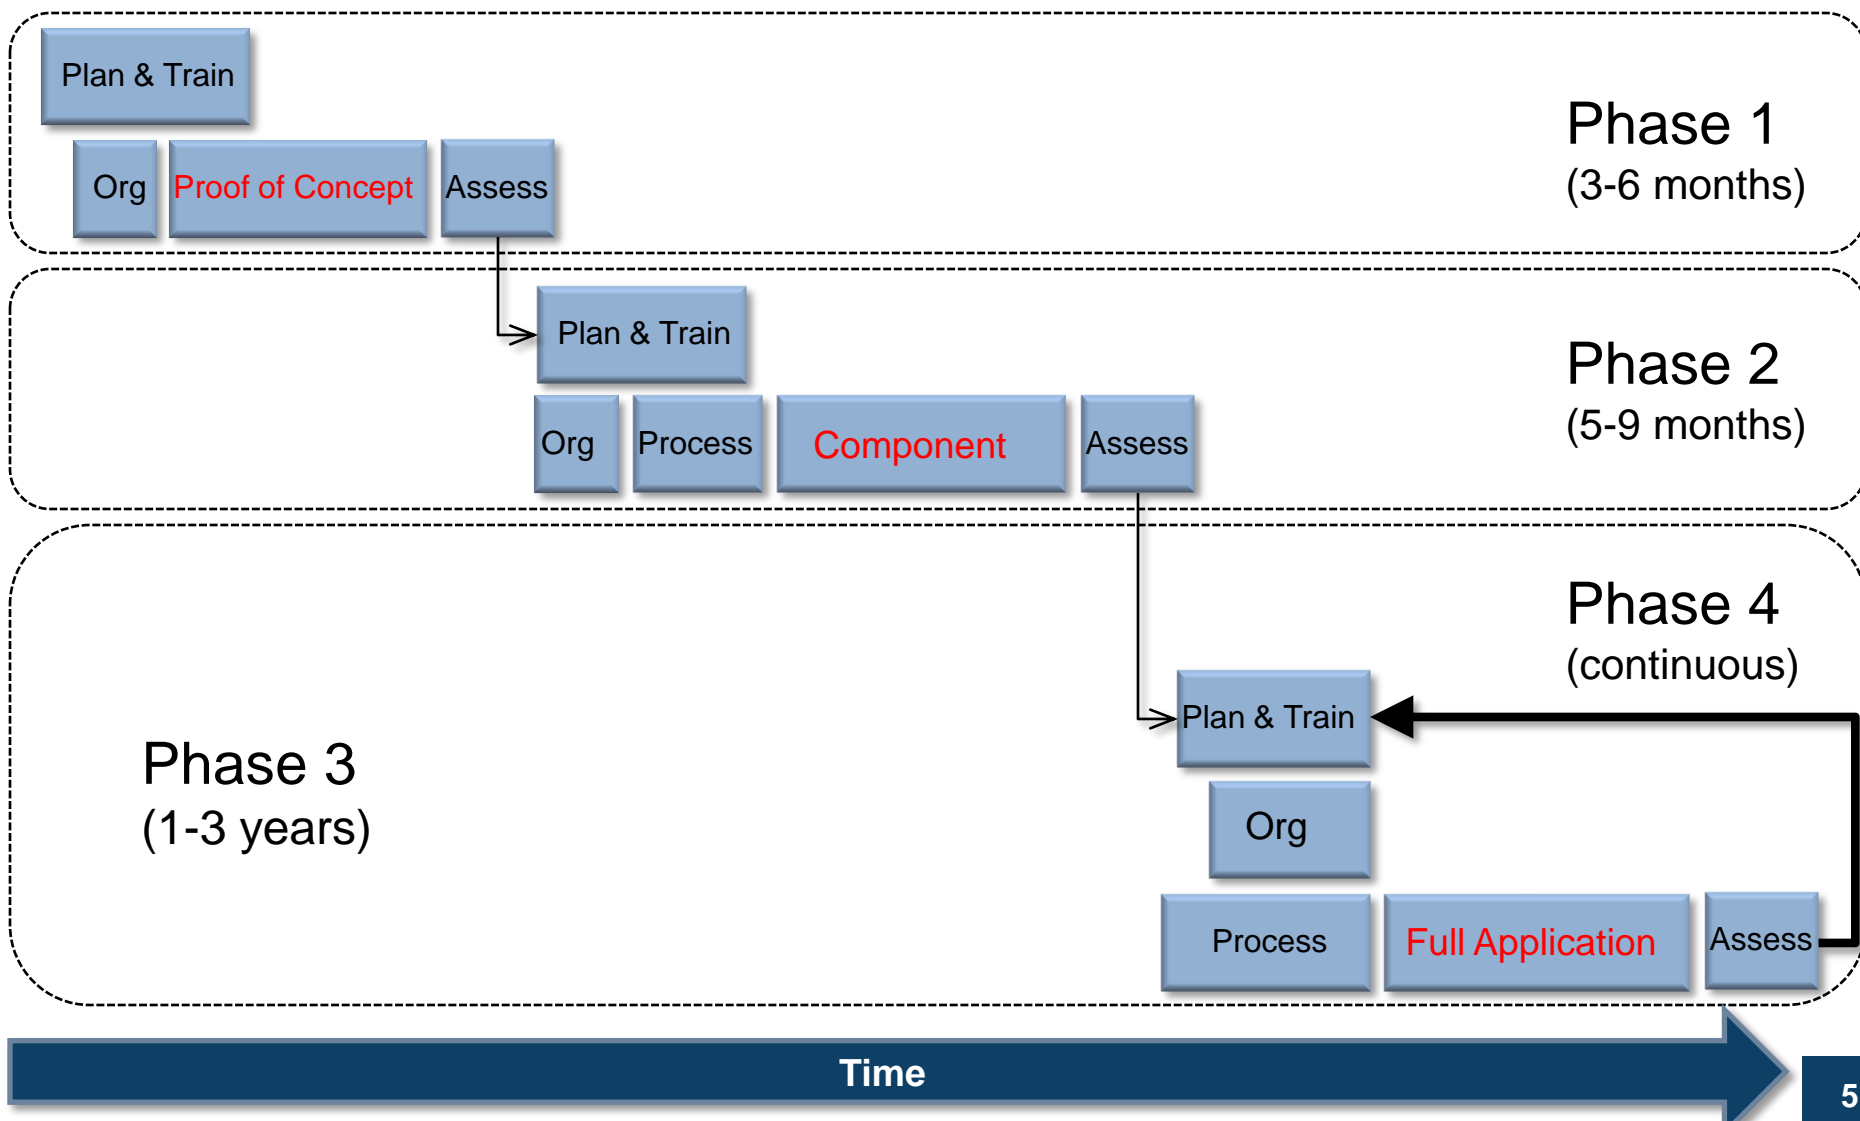 Plan & Train
Phase 1
(3-6 months)
Org
Proof of Concept
Assess
Plan & Train
Phase 2
(5-9 months)
Org
Process
Component
Assess
Phase 4
(continuous)
Plan & Train
Phase 3
(1-3 years)
Org
Process
Full Application
Assess
Time
5